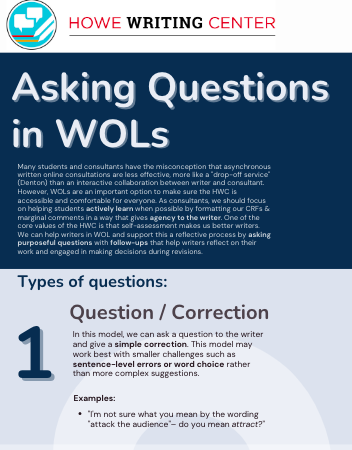 HOWE WRITING CENTER
Asking Questions
in WOLs
Many students and consultants have the misconception that asynchronous
written online consultations are less effective, more like a "drop-off service"
(Denton) than an interactive collaboration between writer and consultant.
However, WOLs are an important option to make sure the HWC is
accessible and comfortable for everyone. As consultants, we should focus
on helping students actively learn when possible by formatting our CRFs &
marginal comments in a way that gives agency to the writer. One of the
core values of the HWC is that self-assessment makes us better writers.
We can help writers in WOL and support this a reflective process by asking
purposeful questions with follow-ups that help writers reflect on their
work and engaged in making decisions during revisions.
Types of questions:
Question / Correction
1
In this model, we can ask a question to the writer
and give a simple correction. This model may
work best with smaller challenges such as
sentence-level errors or word choice rather
than more complex suggestions.
Examples:
• "I'm not sure what you mean by the wording
"attack the audience"– do you mean attract?"